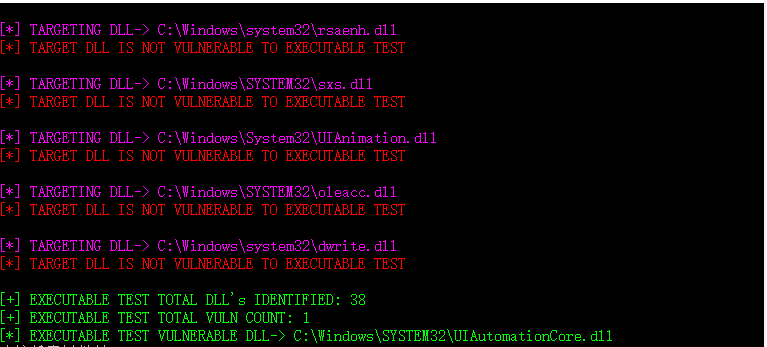 [*] TARGETING DLL-> C:\Windows\system32\rsaenh.dll
[*] TARGET DLL IS NOT VULNERABLE TO EXECUTABLE TEST
[*] TARGETING DLL-> C:\Windows\SYSTEM32\sxs.dll
[*] TARGET DLL IS NOT VULNERABLE TO EXECUTABLE TEST
[*] TARGETING DLL-> C:\Windows\System32\UIAnimation.dll
[*] TARGET DLL IS NOT VULNERABLE TO EXECUTABLE TEST
[*] TARGETING DLL-> C:\Windows\SYSTEM32\oleacc.dll
[*] TARGET DLL IS NOT VULNERABLE TO EXECUTABLE TEST
[*] TARGETING DLL-> C:\Windows\system32\dwrite.dll
[*] TARGET DLL IS NOT VULNERABLE TO EXECUTABLE TEST
[+] EXECUTABLE TEST TOTAL DLL's IDENTIFIED: 38
[+] EXECUTABLE TEST TOTAL VULN COUNT: 1
[*] EXECUTABLE TEST VULNERABLE DLL-> C:\Windows\SYSTEM32\UIAutomationCore.dll